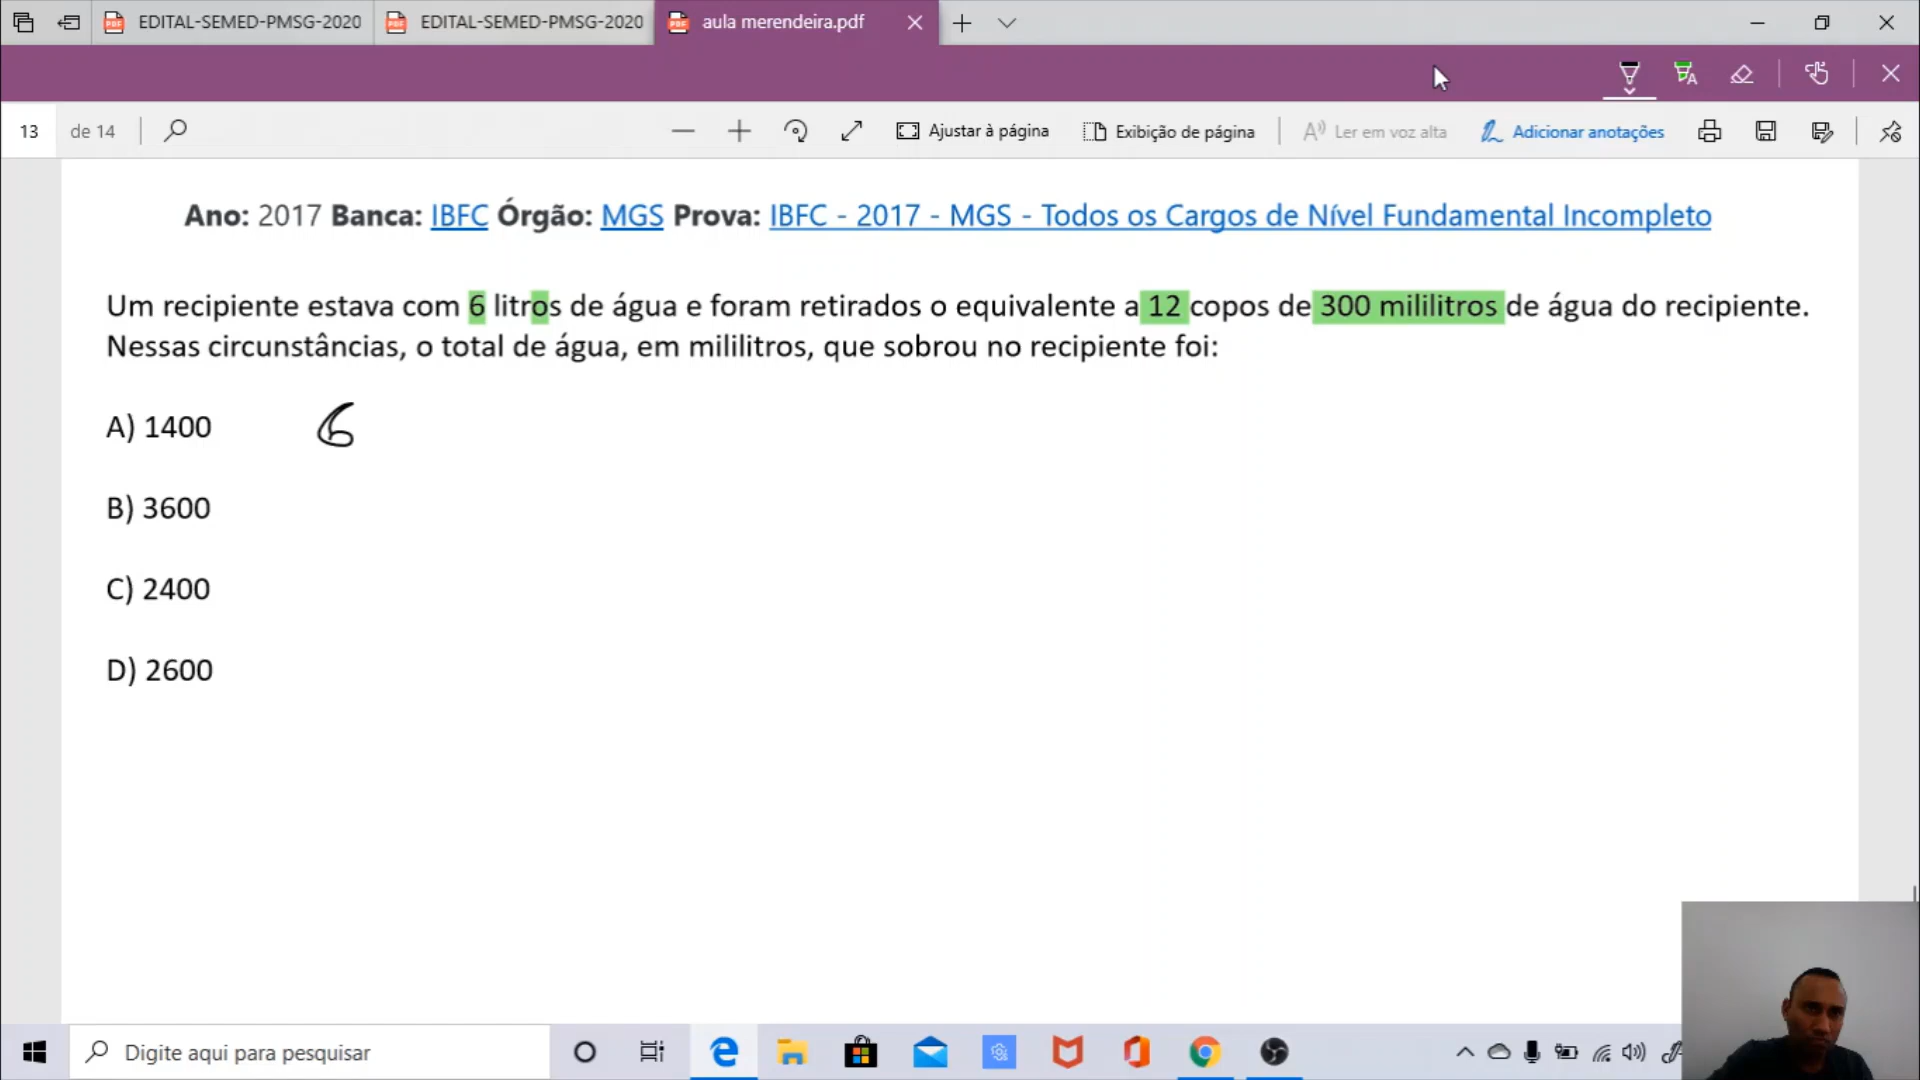 EDITAL-SEMED-PMSG-2020
EDITAL-SEMED-PMSG-2020
aula merendeira.pdf
13 de 14
Ajustar à página
Exibição de página
Ler em voz alta
Adicionar anotações
Ano: 2017 Banca: IBFC Órgão: MGS Prova: IBFC - 2017 - MGS - Todos os Cargos de Nível Fundamental Incompleto
Um recipiente estava com 6 litros de água e foram retirados o equivalente a 12 copos de 300 mililitros de água do recipiente.
Nessas circunstâncias, o total de água, em mililitros, que sobrou no recipiente foi:
A) 1400
6
B) 3600
C) 2400
D) 2600
Digite aqui para pesquisar